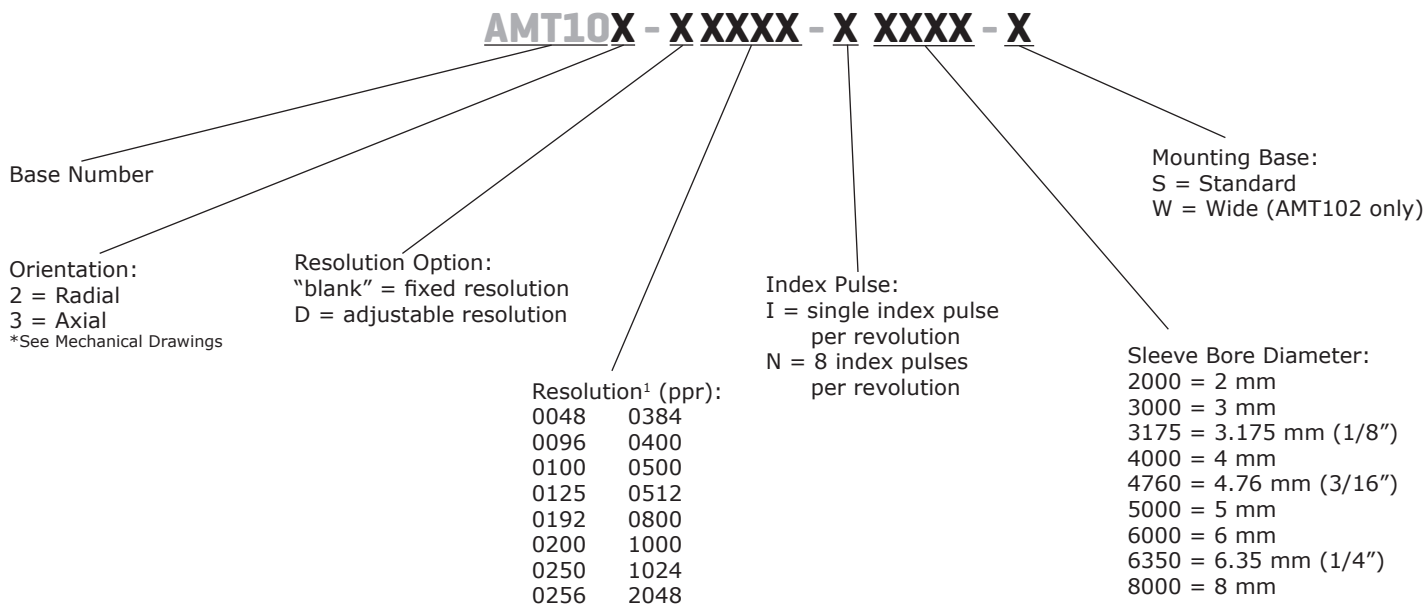 AMT10X - X XXXX - X XXXX - X
Base Number
Orientation:
2 = Radial
3 = Axial
*See Mechanical Drawings
Resolution Option:
“blank” = fixed resolution
D = adjustable resolution
Resolution¹ (ppr):
0048 0384
0096 0400
0100 0500
0125 0512
0192 0800
0200 1000
0250 1024
0256 2048
Index Pulse:
I = single index pulse
per revolution
N = 8 index pulses
per revolution
Sleeve Bore Diameter:
2000 = 2 mm
3000 = 3 mm
3175 = 3.175 mm (1/8”)
4000 = 4 mm
4760 = 4.76 mm (3/16”)
5000 = 5 mm
6000 = 6 mm
6350 = 6.35 mm (1/4”)
8000 = 8 mm
Mounting Base:
S = Standard
W = Wide (AMT102 only)